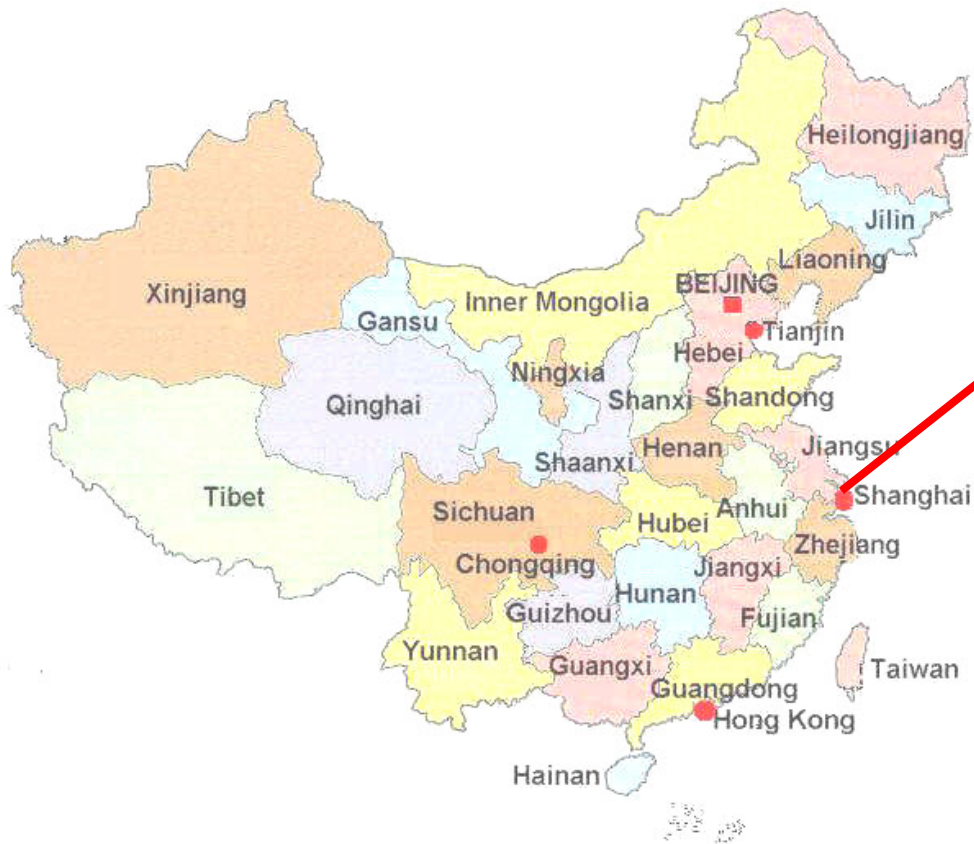 Heilongjiang
Jilin
Liaoning
BEIJING
Xinjiang
Inner Mongolia
Gansu
Tianjin
Hebei
Ningxia
Qinghai
Shanxi
Shandong
Jiangsu
Henan
Shaanxi
Tibet
Shanghai
Sichuan
Anhui
Hubei
Zhejiang
Chongqing
Jiangxi
Hunan
Guizhou
Fujian
Yunnan
Guangxi
Taiwan
Guangdong
Hong Kong
Hainan